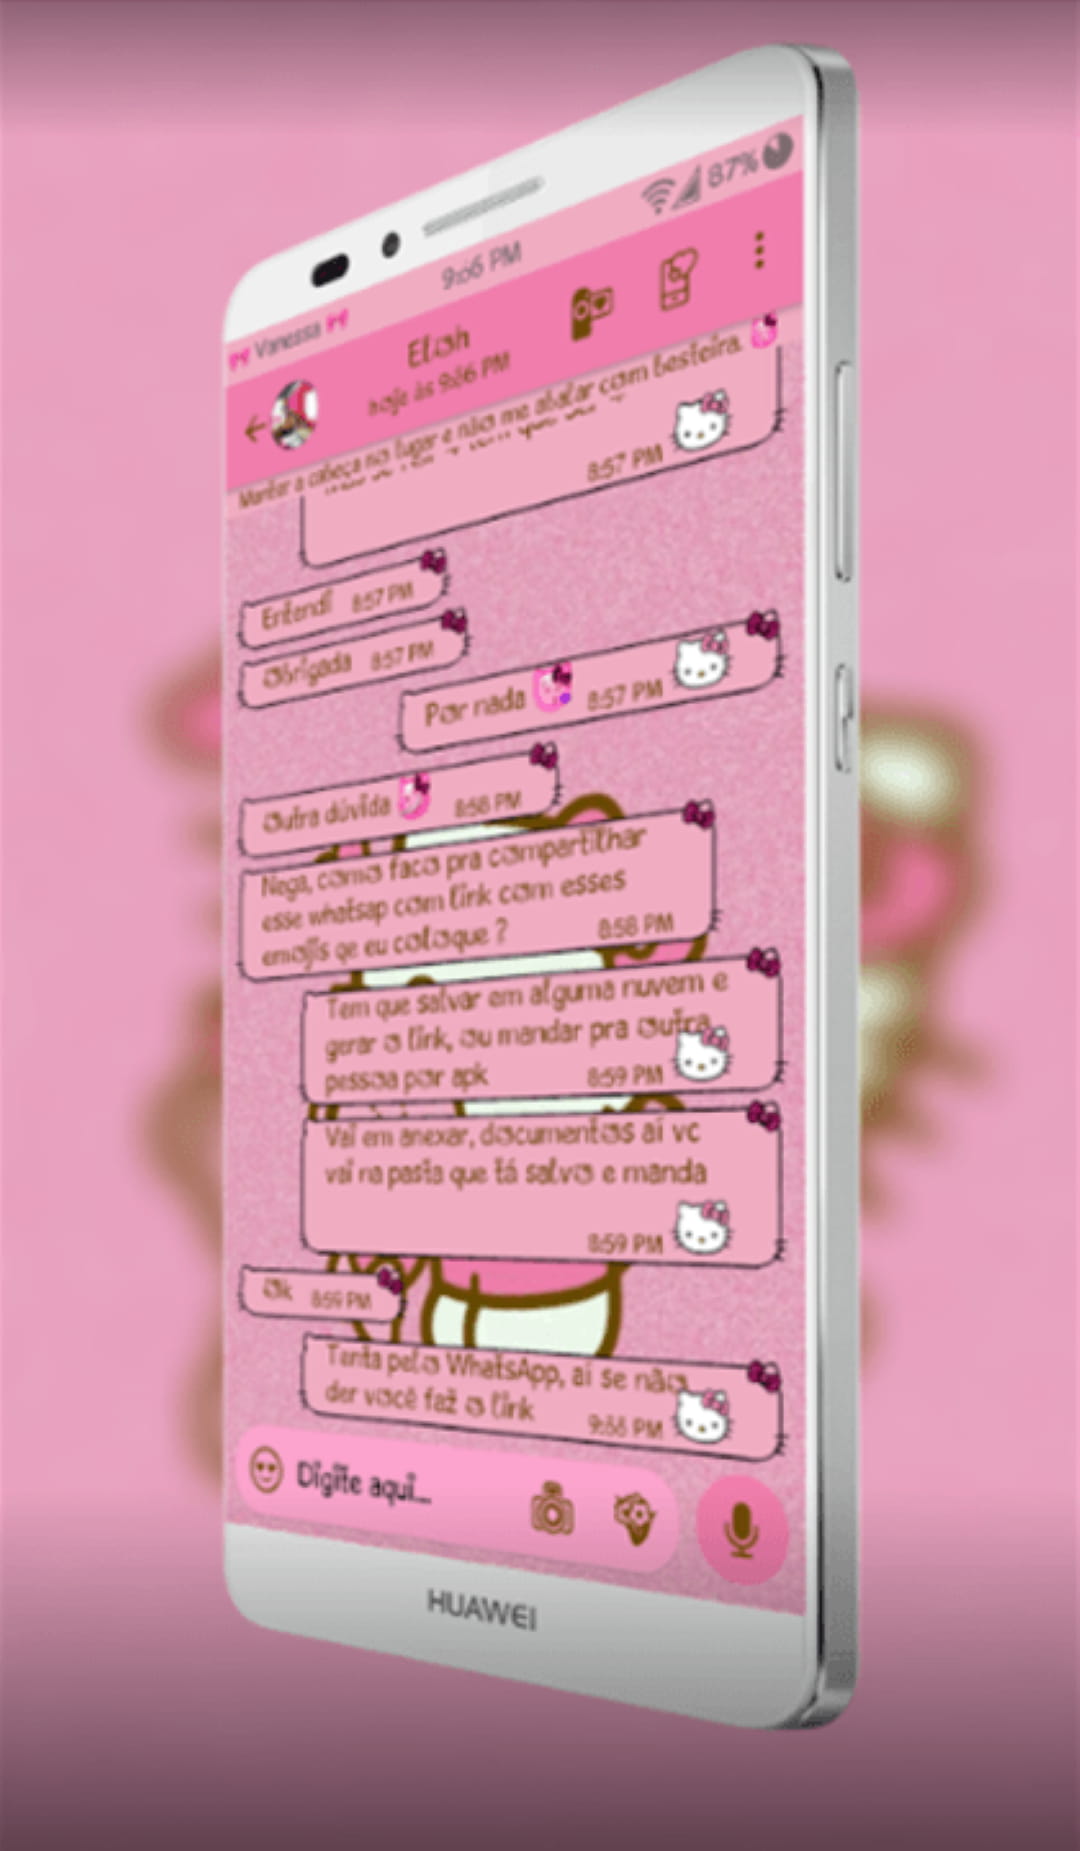 Vanessa
9:06 PM
87%
Eloah
hoje às 9:06 PM
Manter a cabeça no lugar e não me abalar com besteira.
8:57 PM
Entendi 8:57 PM
Obrigada 8:57 PM
Por nada 8:57 PM
Outra dúvida 8:58 PM
Nega, como faco pra compartilhar
esse whatsap com link com esses
emojis qe eu coloque ? 8:58 PM
Tem que salvar em alguma nuvem e
gerar o link, ou mandar pra outra
pessoa por apk 8:59 PM
Vai em anexar, documentos aí vc
vai na pasta que tá salvo e manda
8:59 PM
Ok 8:59 PM
Tenta pelo WhatsApp, aí se não
der você faz o link
Digite aqui...
HUAWEI